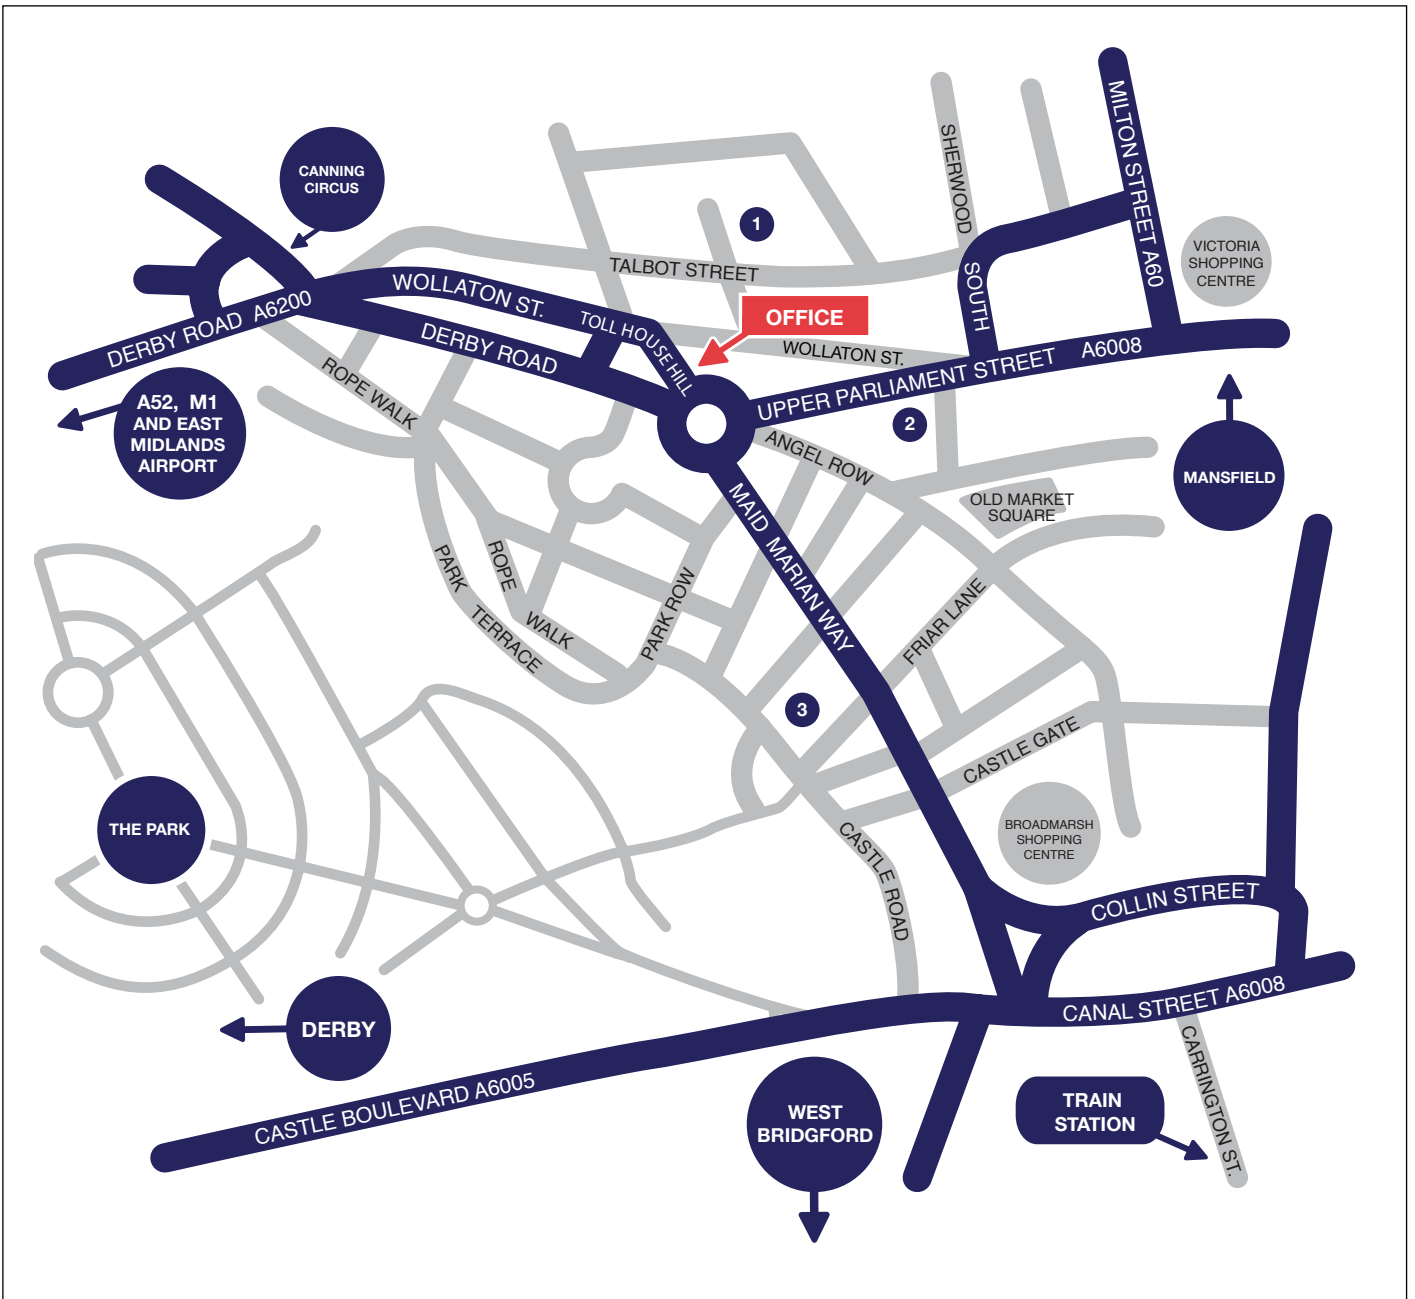 CANNING
CIRCUS
SHERWOOD
MILTON STREET A60
1
VICTORIA
SHOPPING
CENTRE
TALBOT STREET
SOUTH
WOLLATON ST.
DERBY ROAD A6200
TOLL HOUSE HILL
OFFICE
DERBY ROAD
WOLLATON ST.
UPPER PARLIAMENT STREET A6008
ROPE WALK
A52, M1
AND EAST
MIDLANDS
AIRPORT
2
ANGEL ROW
MANSFIELD
OLD MARKET
SQUARE
MAID MARIAN WAY
PARK
TERRACE
ROPE
WALK
PARK ROW
FRIAR LANE
3
CASTLE GATE
THE PARK
BROADMARSH
SHOPPING
CENTRE
CASTLE ROAD
COLLIN STREET
CANAL STREET A6008
DERBY
CASTLE BOULEVARD A6005
WEST
BRIDGFORD
TRAIN
STATION
CARRINGTON ST.